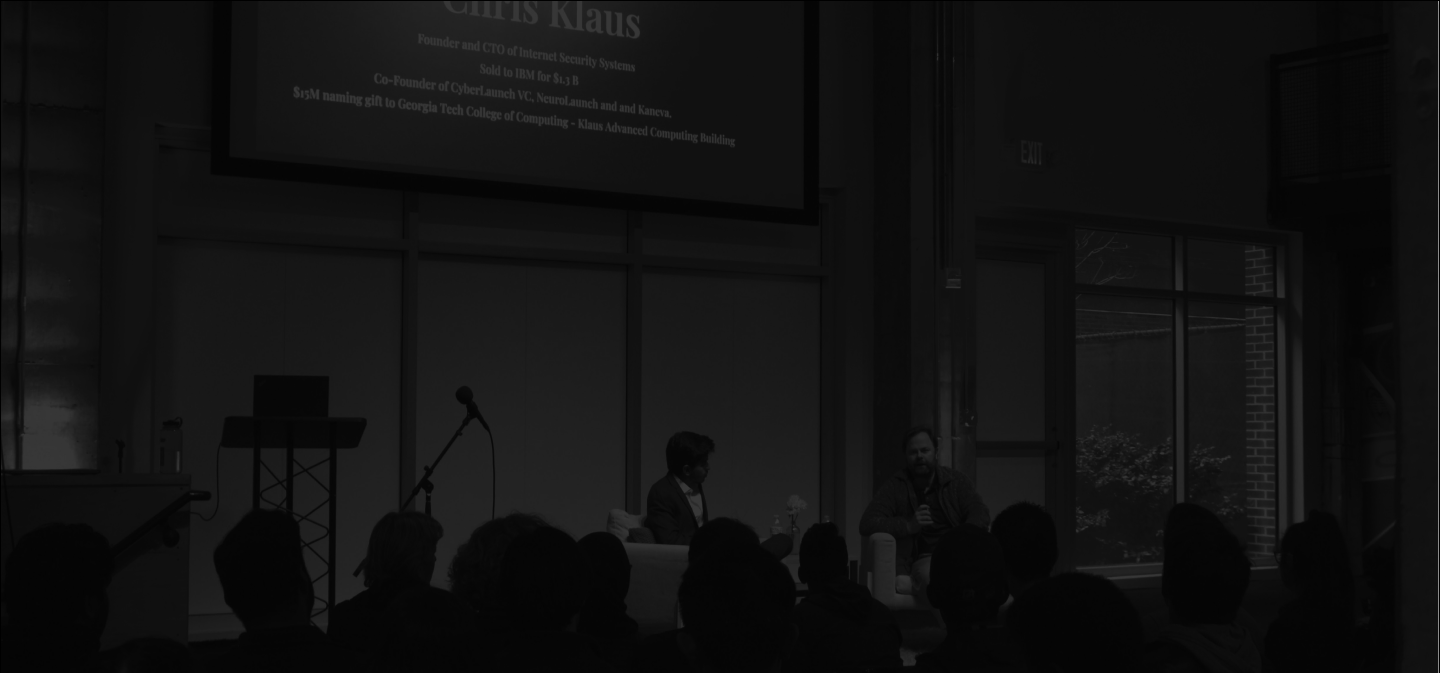 Chris Klaus
Founder and CTO of Internet Security Systems
Sold to IBM for $1.3 B
Co-Founder of CyberLaunch VC, NeuroLaunch and and Kaneva.
$15M naming gift to Georgia Tech College of Computing - Klaus Advanced Computing Building
EXIT